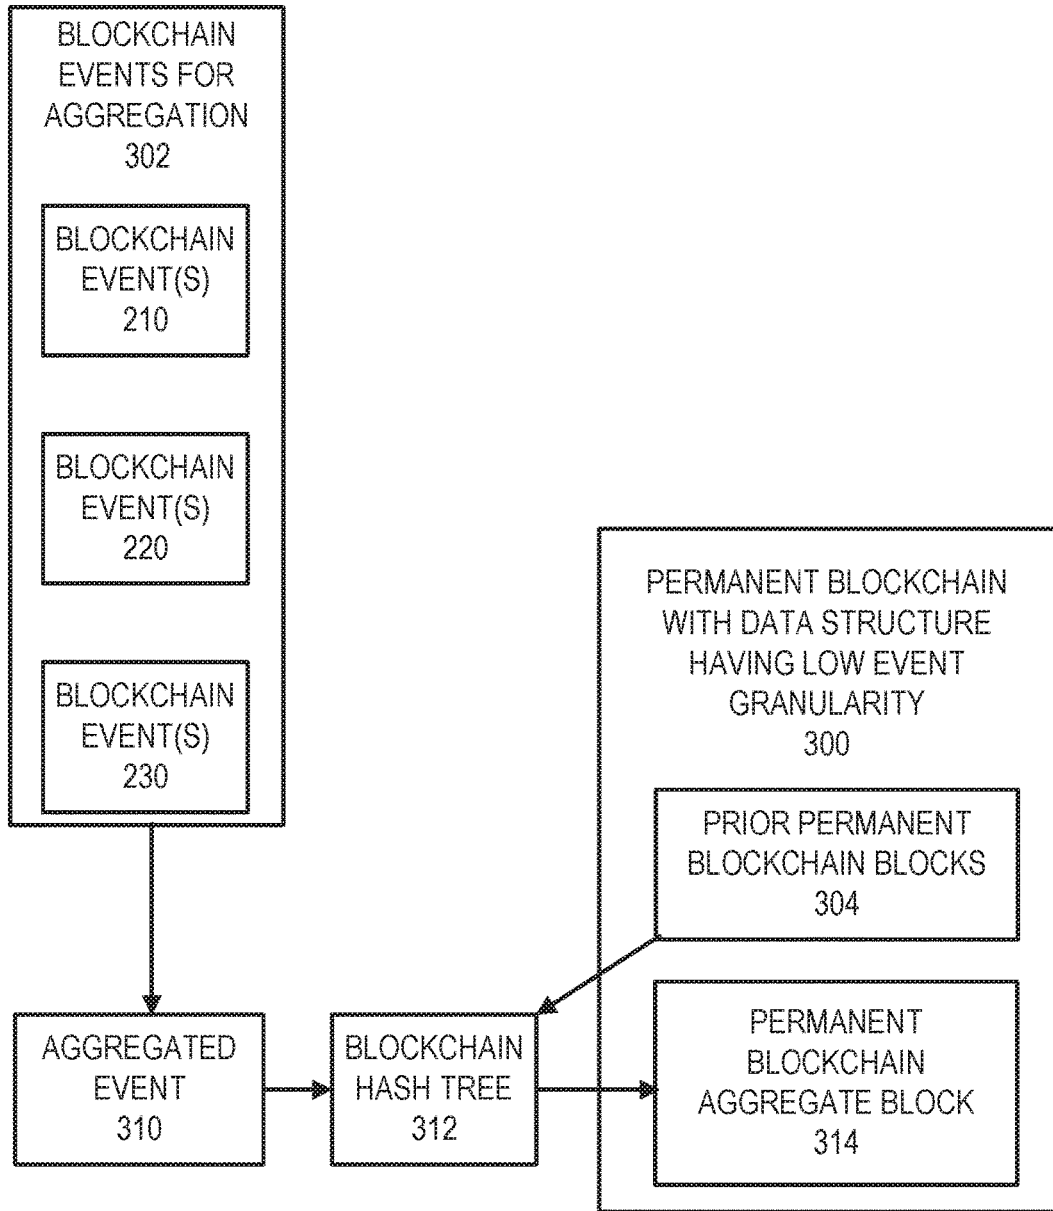 BLOCKCHAIN
EVENTS FOR
AGGREGATION
302
BLOCKCHAIN
EVENT(S)
210
BLOCKCHAIN
EVENT(S)
220
BLOCKCHAIN
EVENT(S)
230
AGGREGATED
EVENT
310
BLOCKCHAIN
HASH TREE
312
PERMANENT BLOCKCHAIN
WITH DATA STRUCTURE
HAVING LOW EVENT
GRANULARITY
300
PRIOR PERMANENT
BLOCKCHAIN BLOCKS
304
PERMANENT
BLOCKCHAIN
AGGREGATE BLOCK
314